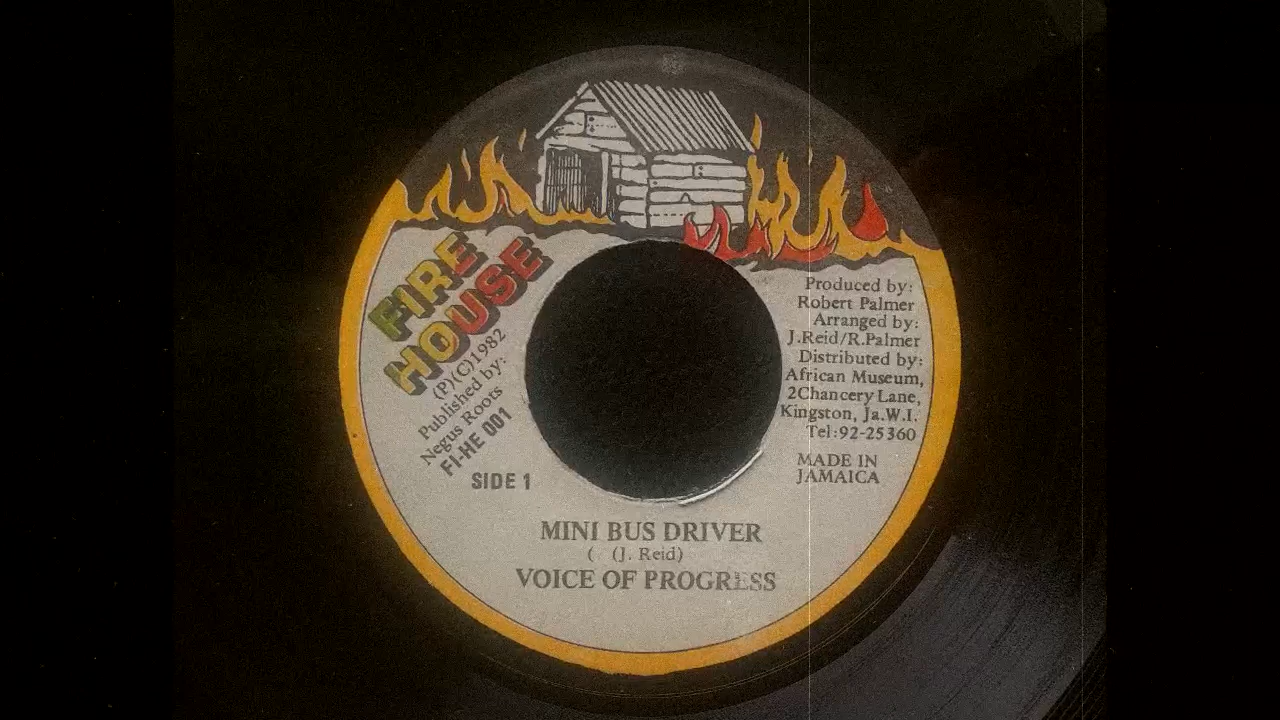 FIRE
HOUSE
(P)(C)1982
Published by:
Negus Roots
FI-HE 001
SIDE 1
Produced by:
Robert Palmer
Arranged by:
J.Reid/R.Palmer
Distributed by:
African Museum,
2Chancery Lane,
Kingston, Ja.W.I.
Tel:92-25360
MADE IN
JAMAICA
MINI BUS DRIVER
( (J. Reid)
VOICE OF PROGRESS